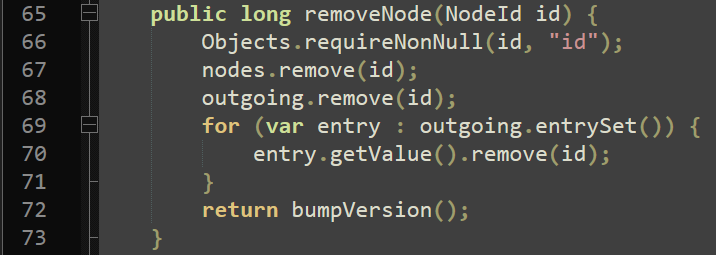 65 public long removeNode(NodeId id) {
66 Objects.requireNonNull(id, "id");
67 nodes.remove(id);
68 outgoing.remove(id);
69 for (var entry : outgoing.entrySet()) {
70 entry.getValue().remove(id);
71 }
72 return bumpVersion();
73 }